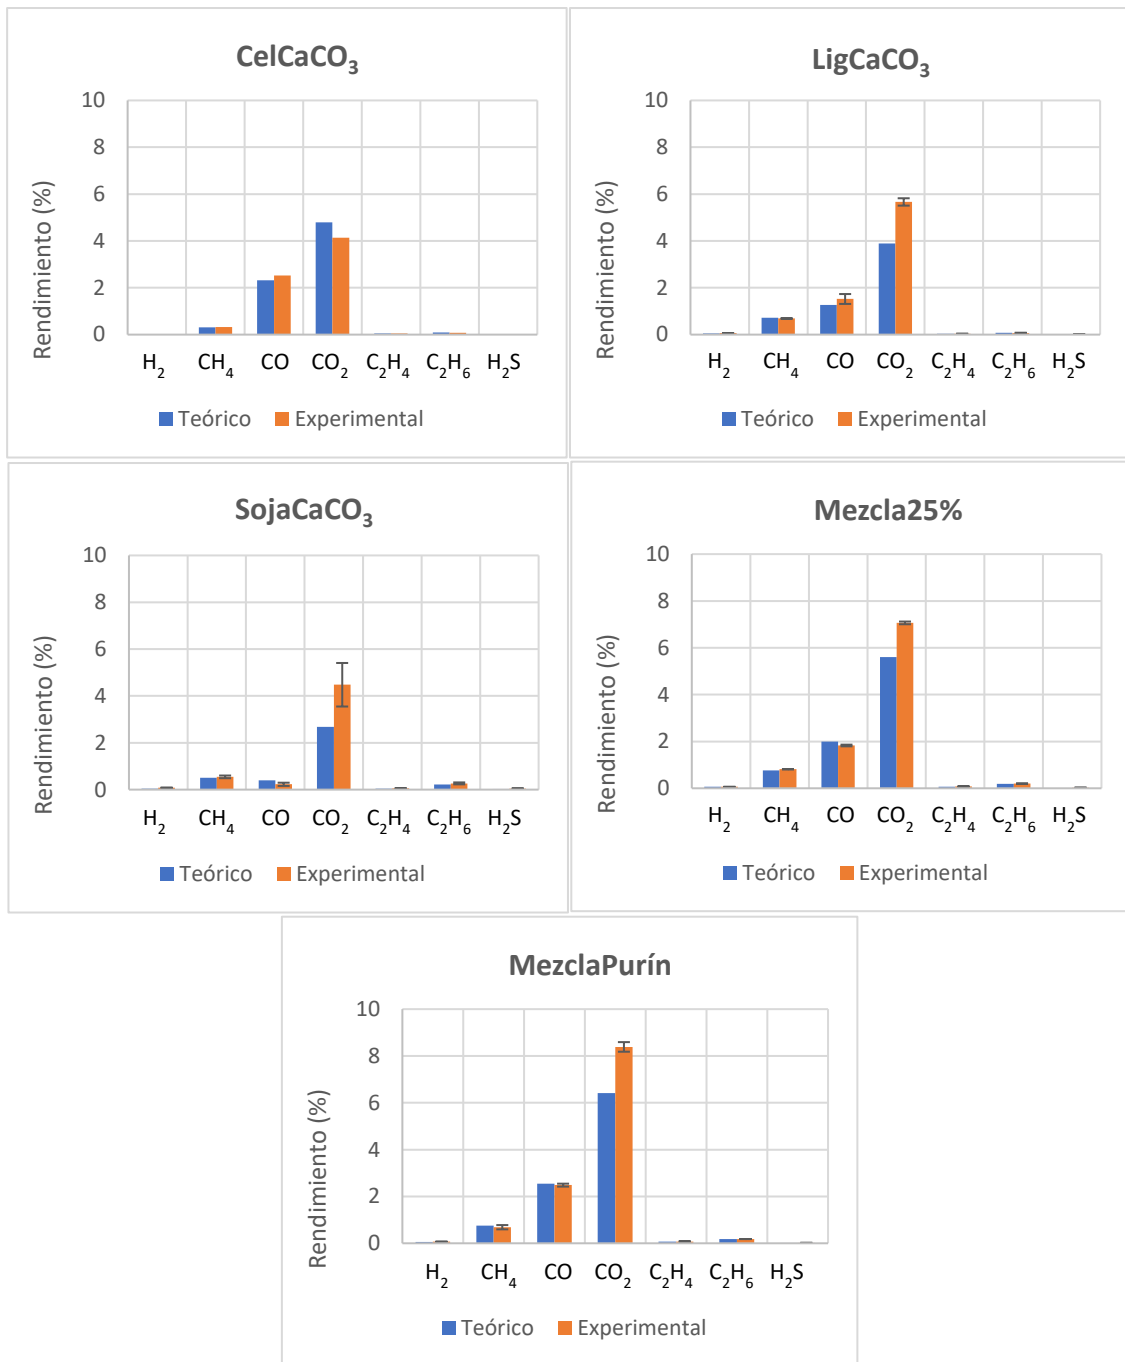 CelCaCO₃
Rendimiento (%)
10
8
6
4
2
0
H₂ CH₄ CO CO₂ C₂H₄ C₂H₆ H₂S
Teórico Experimental
LigCaCO₃
Rendimiento (%)
10
8
6
4
2
0
H₂ CH₄ CO CO₂ C₂H₄ C₂H₆ H₂S
Teórico Experimental
SojaCaCO₃
Rendimiento (%)
10
8
6
4
2
0
H₂ CH₄ CO CO₂ C₂H₄ C₂H₆ H₂S
Teórico Experimental
Mezcla25%
Rendimiento (%)
10
8
6
4
2
0
H₂ CH₄ CO CO₂ C₂H₄ C₂H₆ H₂S
Teórico Experimental
MezclaPurín
Rendimiento (%)
10
8
6
4
2
0
H₂ CH₄ CO CO₂ C₂H₄ C₂H₆ H₂S
Teórico Experimental